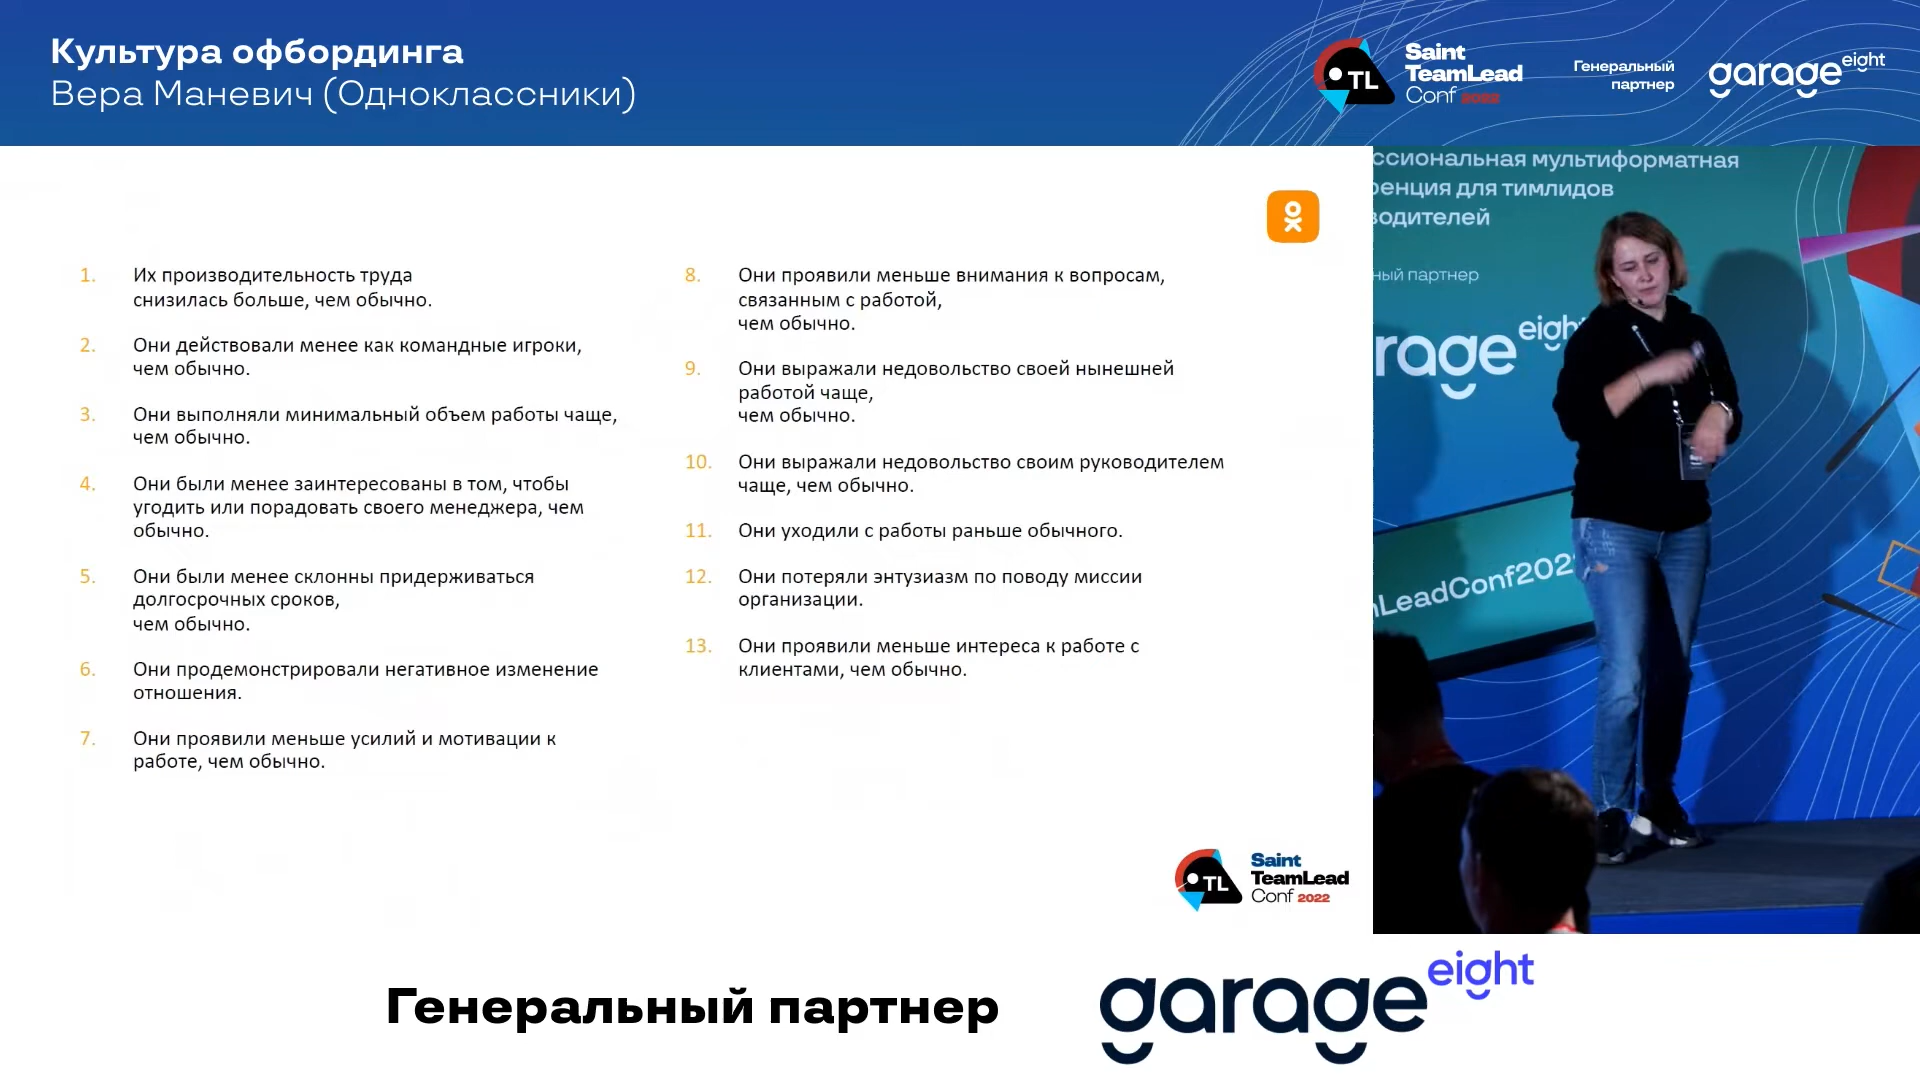 Культура офбординга
Вера Маневич (Одноклассники)
TL
Saint
TeamLead
Conf 2022
Генеральный
партнер
garage eight
1. Их производительность труда
снизилась больше, чем обычно.
2. Они действовали менее как командные игроки,
чем обычно.
3. Они выполняли минимальный объем работы чаще,
чем обычно.
4. Они были менее заинтересованы в том, чтобы
угодить или порадовать своего менеджера, чем
обычно.
5. Они были менее склонны придерживаться
долгосрочных сроков,
чем обычно.
6. Они продемонстрировали негативное изменение
отношения.
7. Они проявили меньше усилий и мотивации к
работе, чем обычно.
8. Они проявили меньше внимания к вопросам,
связанным с работой,
чем обычно.
9. Они выражали недовольство своей нынешней
работой чаще,
чем обычно.
10. Они выражали недовольство своим руководителем
чаще, чем обычно.
11. Они уходили с работы раньше обычного.
12. Они потеряли энтузиазм по поводу миссии
организации.
13. Они проявили меньше интереса к работе с
клиентами, чем обычно.
TL
Saint
TeamLead
Conf 2022
ссиональная мультиформатная
ренция для тимлидов
водителей
ный партнер
rage eight
mLeadConf202
Генеральный партнер
garage eight